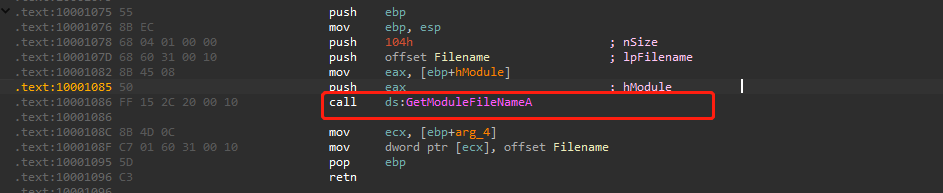 .text:10001075 55 push ebp
.text:10001076 8B EC mov ebp, esp
.text:10001078 68 04 01 00 00 push 104h ; nSize
.text:1000107D 68 60 31 00 10 push offset Filename ; lpFilename
.text:10001082 8B 45 08 mov eax, [ebp+hModule]
.text:10001085 50 push eax ; hModule
.text:10001086 FF 15 2C 20 00 10 call ds:GetModuleFileNameA
.text:10001086
.text:1000108C 8B 4D 0C mov ecx, [ebp+arg_4]
.text:1000108F C7 01 60 31 00 10 mov dword ptr [ecx], offset Filename
.text:10001095 5D pop ebp
.text:10001096 C3 retn
.text:10001096